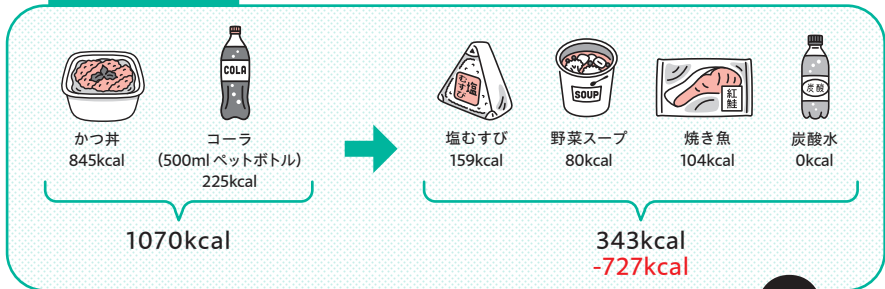 COLA
塩むすび
SOUP
紅鮭
炭酸
かつ丼
845kcal
コーラ
(500ml ペットボトル)
225kcal
塩むすび
159kcal
野菜スープ
80kcal
焼き魚
104kcal
炭酸水
0kcal
1070kcal
343kcal
-727kcal